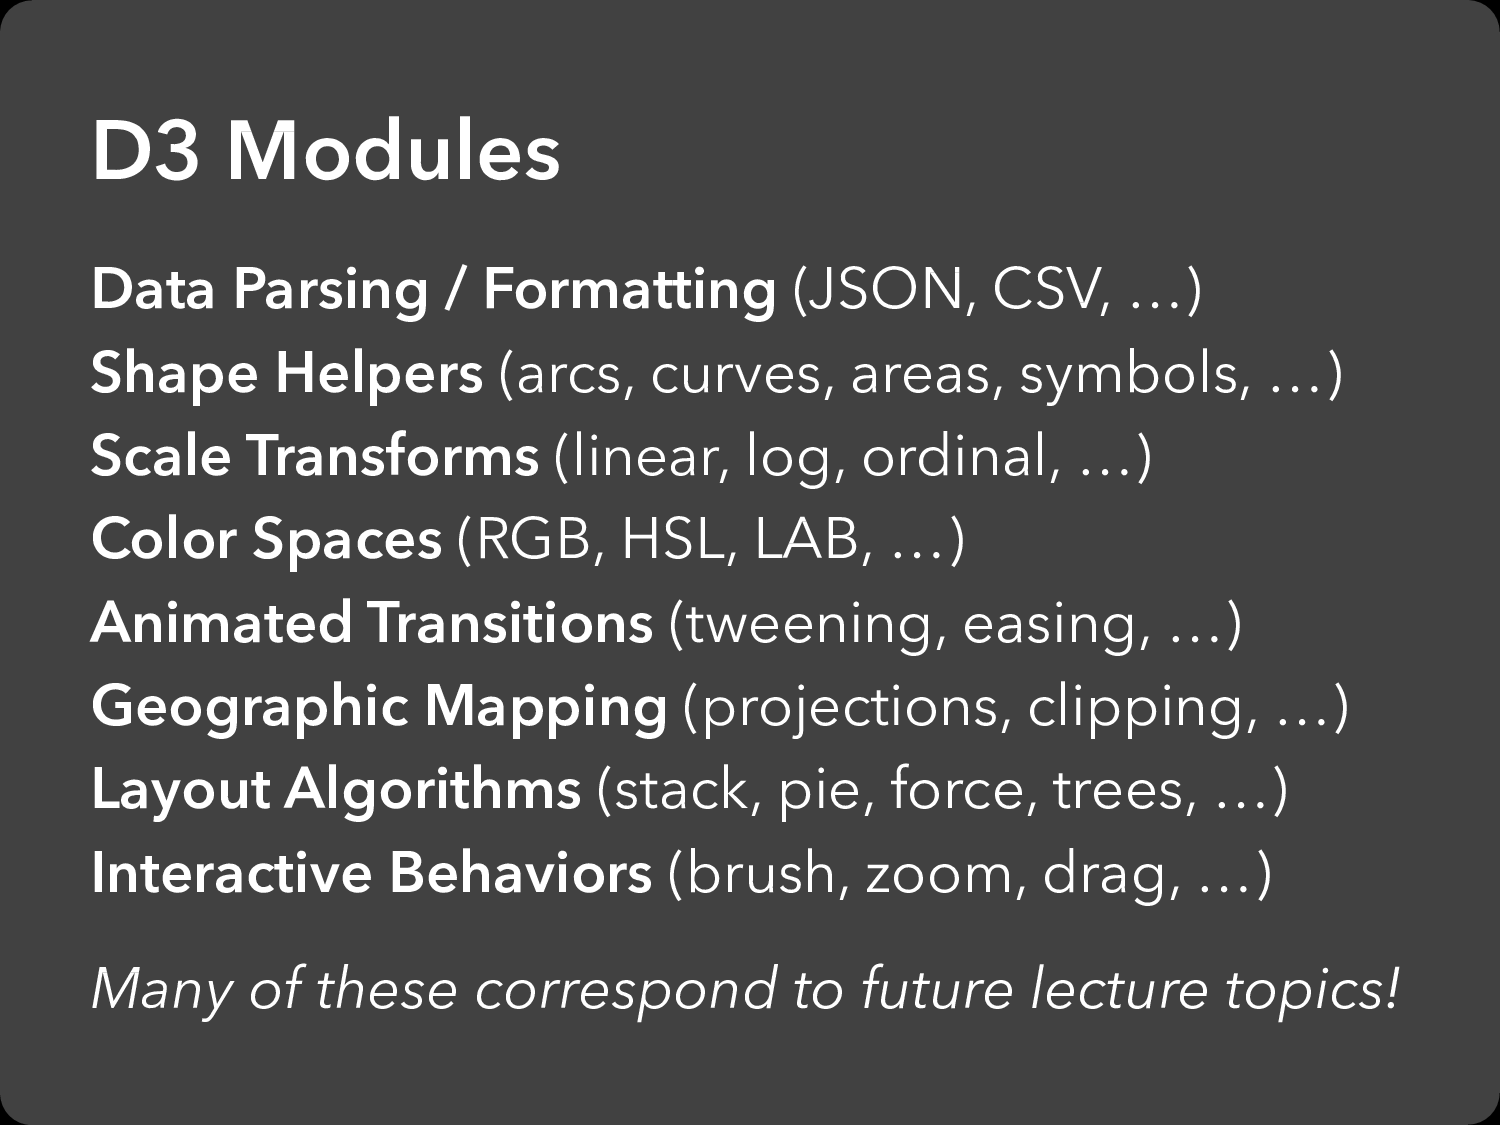 D3 Modules
Data Parsing / Formatting (JSON, CSV, …)
Shape Helpers (arcs, curves, areas, symbols, …)
Scale Transforms (linear, log, ordinal, …)
Color Spaces (RGB, HSL, LAB, …)
Animated Transitions (tweening, easing, …)
Geographic Mapping (projections, clipping, …)
Layout Algorithms (stack, pie, force, trees, …)
Interactive Behaviors (brush, zoom, drag, …)
Many of these correspond to future lecture topics!